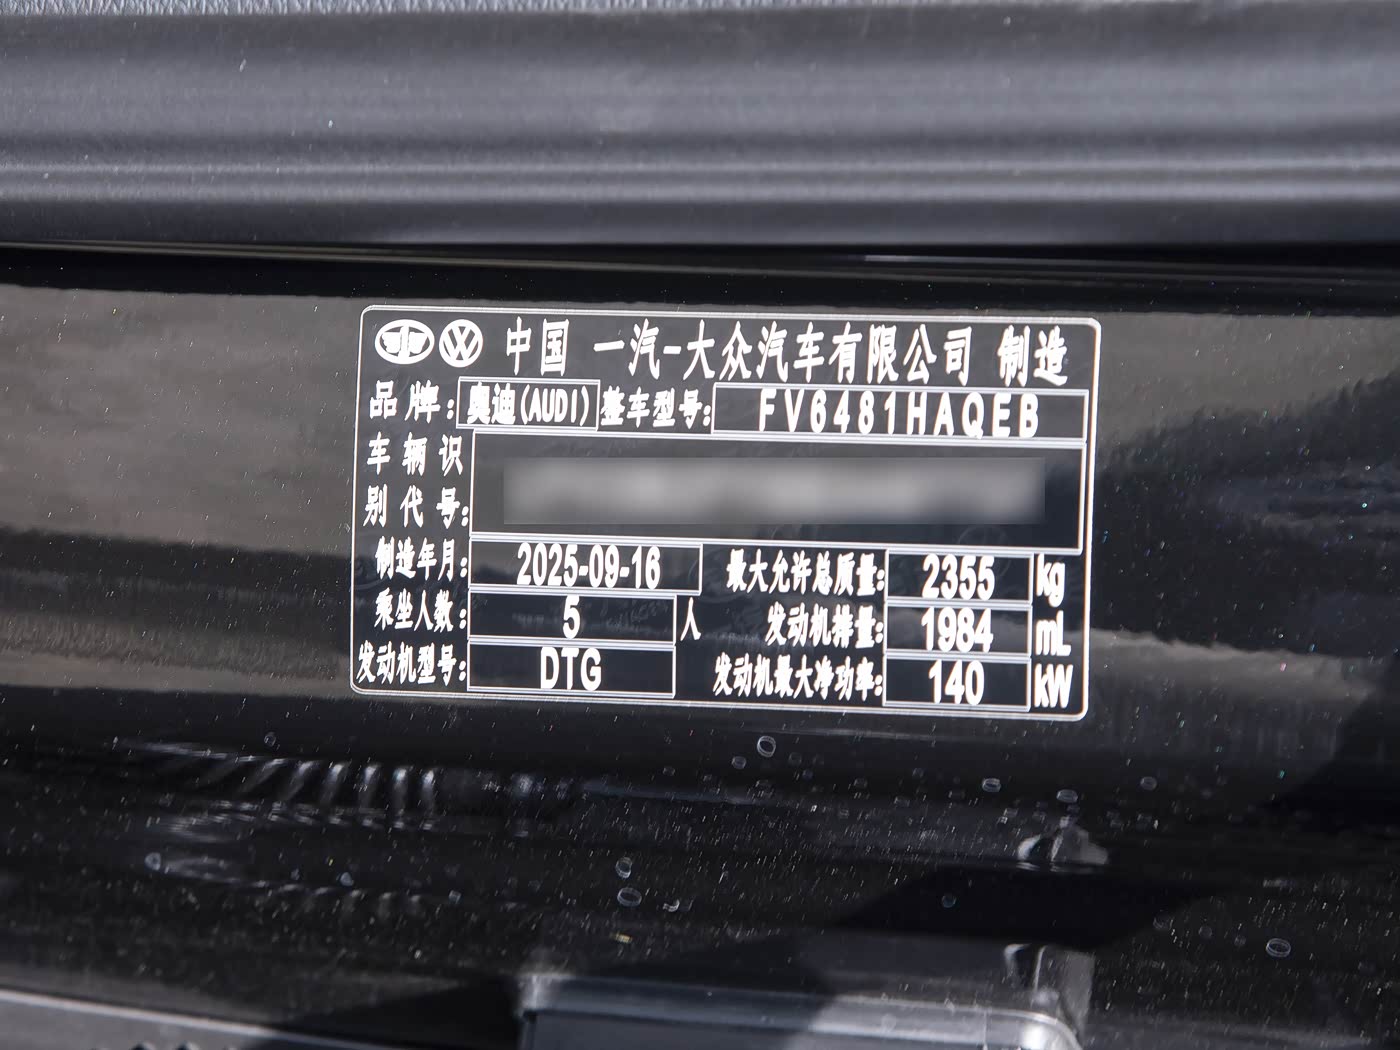 中国 一汽-大众汽车有限公司 制造
品牌: 奥迪(AUDI) 整车型号: FV6481HAQEB
车辆识
别代号:
制造年月: 2025-09-16 最大允许总质量: 2355 kg
乘坐人数: 5 人 发动机排量: 1984 mL
发动机型号: DTG 发动机最大净功率: 140 kW